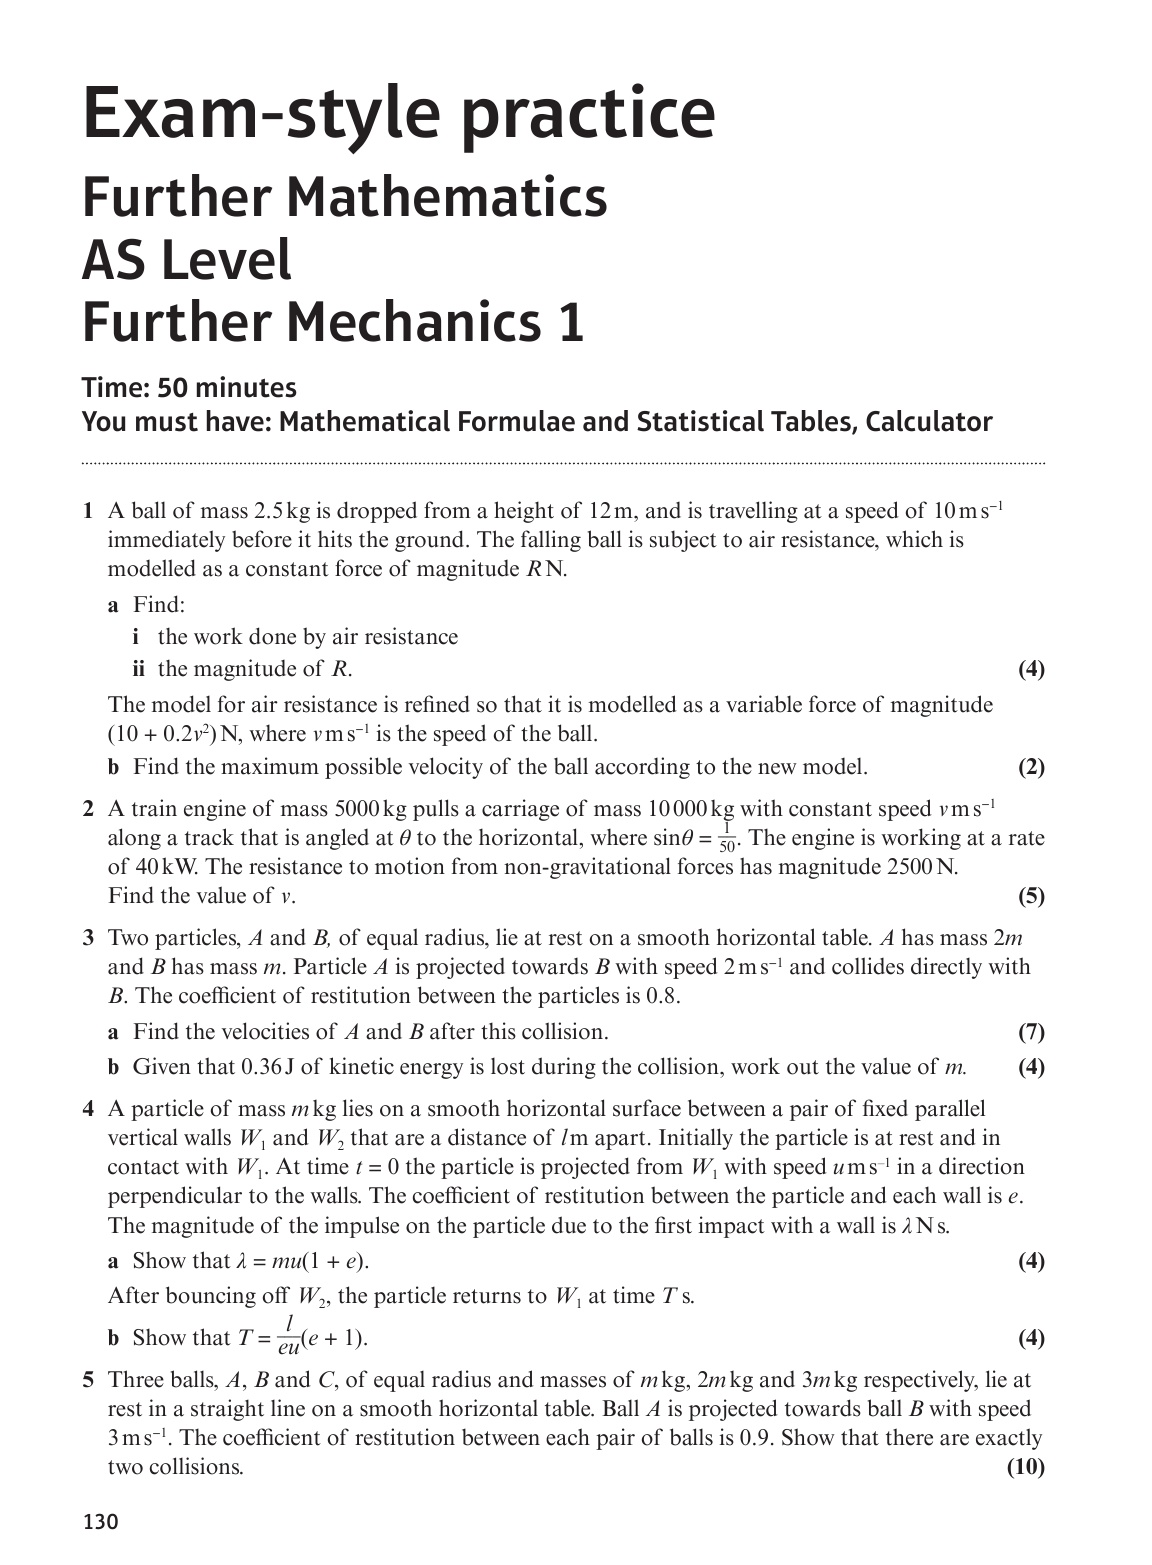 Exam-style practice
Further Mathematics
AS Level
Further Mechanics 1
Time: 50 minutes
You must have: Mathematical Formulae and Statistical Tables, Calculator
1 A ball of mass 2.5 kg is dropped from a height of 12 m, and is travelling at a speed of 10 m s⁻¹
immediately before it hits the ground. The falling ball is subject to air resistance, which is
modelled as a constant force of magnitude R N.
a Find:
i the work done by air resistance
ii the magnitude of R. (4)
The model for air resistance is refined so that it is modelled as a variable force of magnitude
(10 + 0.2v²) N, where v m s⁻¹ is the speed of the ball.
b Find the maximum possible velocity of the ball according to the new model. (2)
2 A train engine of mass 5000 kg pulls a carriage of mass 10 000 kg with constant speed v m s⁻¹
along a track that is angled at θ to the horizontal, where sinθ = 1/50. The engine is working at a rate
of 40 kW. The resistance to motion from non-gravitational forces has magnitude 2500 N.
Find the value of v. (5)
3 Two particles, A and B, of equal radius, lie at rest on a smooth horizontal table. A has mass 2m
and B has mass m. Particle A is projected towards B with speed 2 m s⁻¹ and collides directly with
B. The coefficient of restitution between the particles is 0.8.
a Find the velocities of A and B after this collision. (7)
b Given that 0.36 J of kinetic energy is lost during the collision, work out the value of m. (4)
4 A particle of mass m kg lies on a smooth horizontal surface between a pair of fixed parallel
vertical walls W₁ and W₂ that are a distance of l m apart. Initially the particle is at rest and in
contact with W₁. At time t = 0 the particle is projected from W₁ with speed u m s⁻¹ in a direction
perpendicular to the walls. The coefficient of restitution between the particle and each wall is e.
The magnitude of the impulse on the particle due to the first impact with a wall is λ N s.
a Show that λ = mu(1 + e). (4)
After bouncing off W₂, the particle returns to W₁ at time T s.
b Show that T = l/eu(e + 1). (4)
5 Three balls, A, B and C, of equal radius and masses of m kg, 2m kg and 3m kg respectively, lie at
rest in a straight line on a smooth horizontal table. Ball A is projected towards ball B with speed
3 m s⁻¹. The coefficient of restitution between each pair of balls is 0.9. Show that there are exactly
two collisions. (10)
130